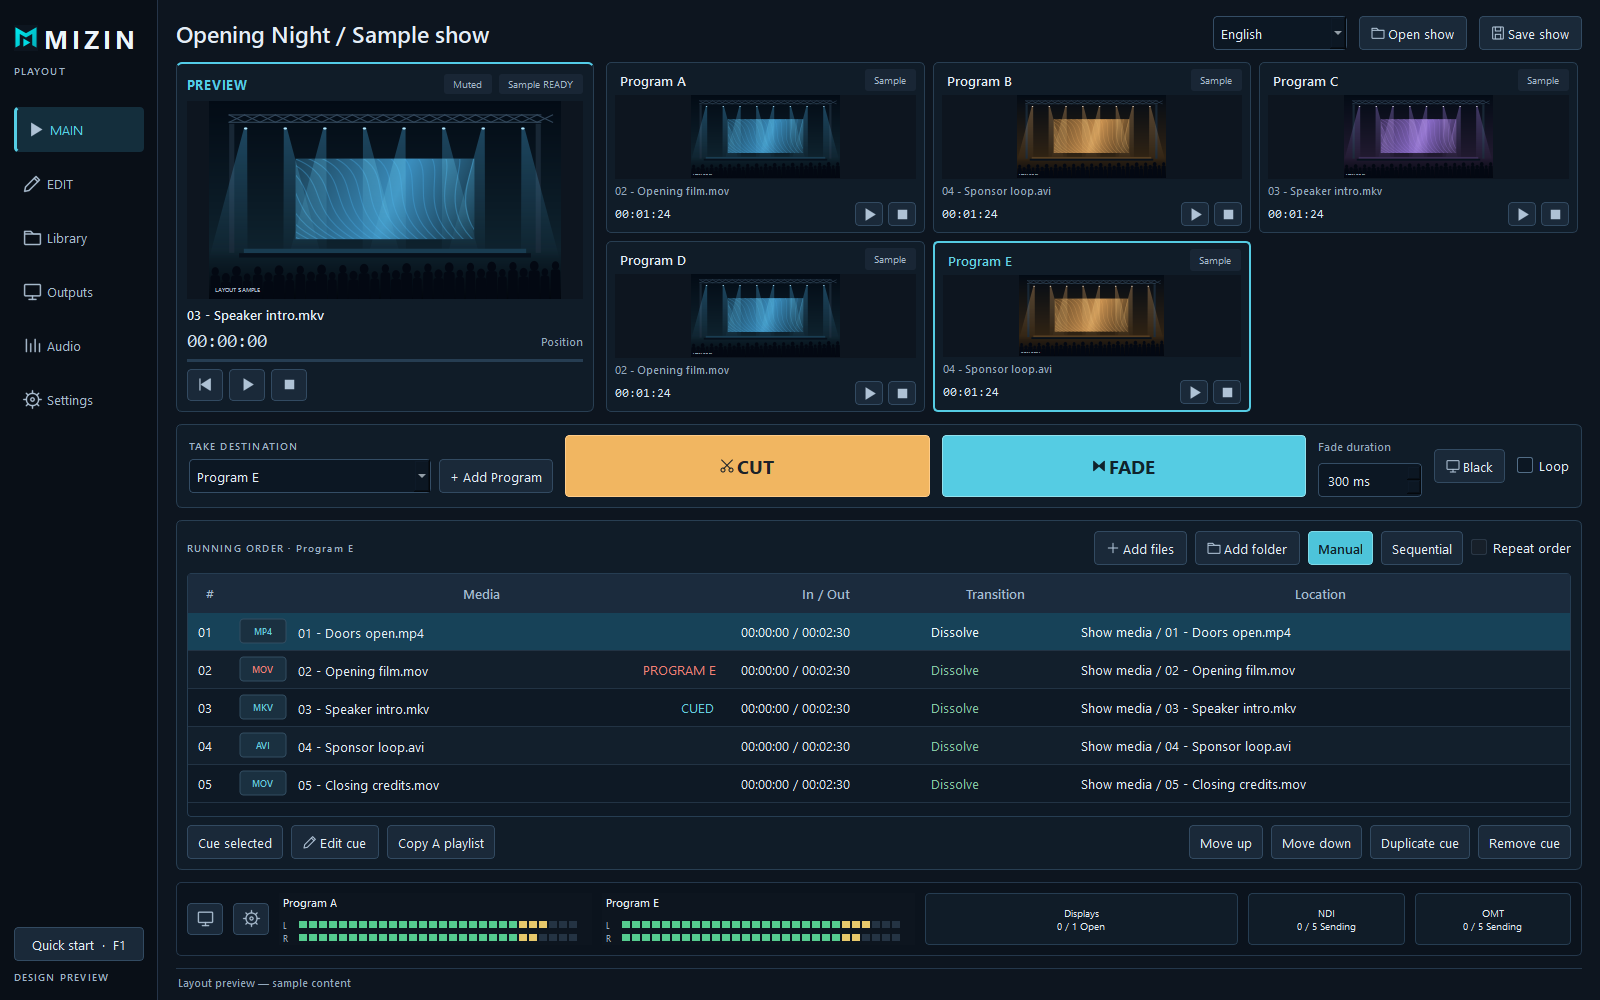 MIZIN
PLAYOUT
MAIN
EDIT
Library
Outputs
Audio
Settings
Quick start · F1
DESIGN PREVIEW
Opening Night / Sample show
English
Open show
Save show
PREVIEW
Muted
Sample READY
LAYOUT SAMPLE
03 - Speaker intro.mkv
00:00:00
Position
Program A
Sample
02 - Opening film.mov
00:01:24
Program B
Sample
04 - Sponsor loop.avi
00:01:24
Program C
Sample
03 - Speaker intro.mkv
00:01:24
Program D
Sample
02 - Opening film.mov
00:01:24
Program E
Sample
04 - Sponsor loop.avi
00:01:24
TAKE DESTINATION
Program E
+ Add Program
CUT
FADE
Fade duration
300 ms
Black
Loop
RUNNING ORDER · Program E
+ Add files
Add folder
Manual
Sequential
Repeat order
# Media In / Out Transition Location
01 MP4 01 - Doors open.mp4 00:00:00 / 00:02:30 Dissolve Show media / 01 - Doors open.mp4
02 MOV 02 - Opening film.mov PROGRAM E 00:00:00 / 00:02:30 Dissolve Show media / 02 - Opening film.mov
03 MKV 03 - Speaker intro.mkv CUED 00:00:00 / 00:02:30 Dissolve Show media / 03 - Speaker intro.mkv
04 AVI 04 - Sponsor loop.avi 00:00:00 / 00:02:30 Dissolve Show media / 04 - Sponsor loop.avi
05 MOV 05 - Closing credits.mov 00:00:00 / 00:02:30 Dissolve Show media / 05 - Closing credits.mov
Cue selected
Edit cue
Copy A playlist
Move up
Move down
Duplicate cue
Remove cue
Program A
L
R
Program E
L
R
Displays
0 / 1 Open
NDI
0 / 5 Sending
OMT
0 / 5 Sending
Layout preview — sample content